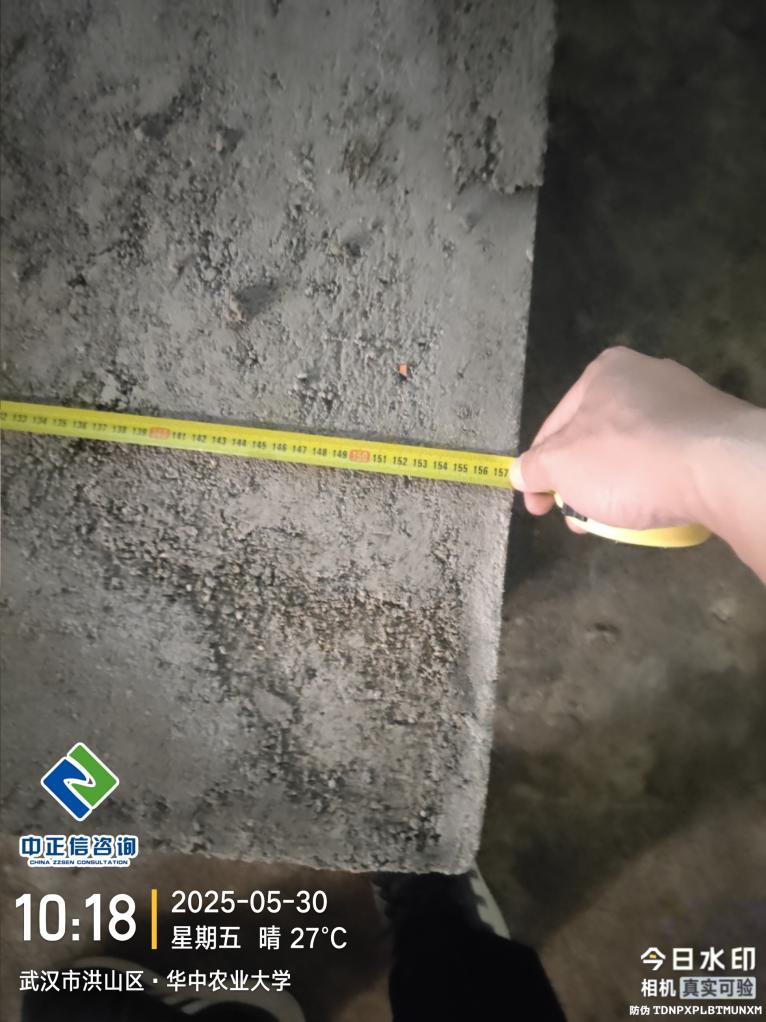 133 134 135 136 137 138 139 140 141 142 143 144 145 146 147 148 149 150 151 152 153 154 155 156 157
中正信咨询
CHINA ZZSEN CONSULTATION
10:18
2025-05-30
星期五 晴 27°C
武汉市洪山区·华中农业大学
今日水印
相机 真实可验
防伪 TDNPXPLBTMUNXM